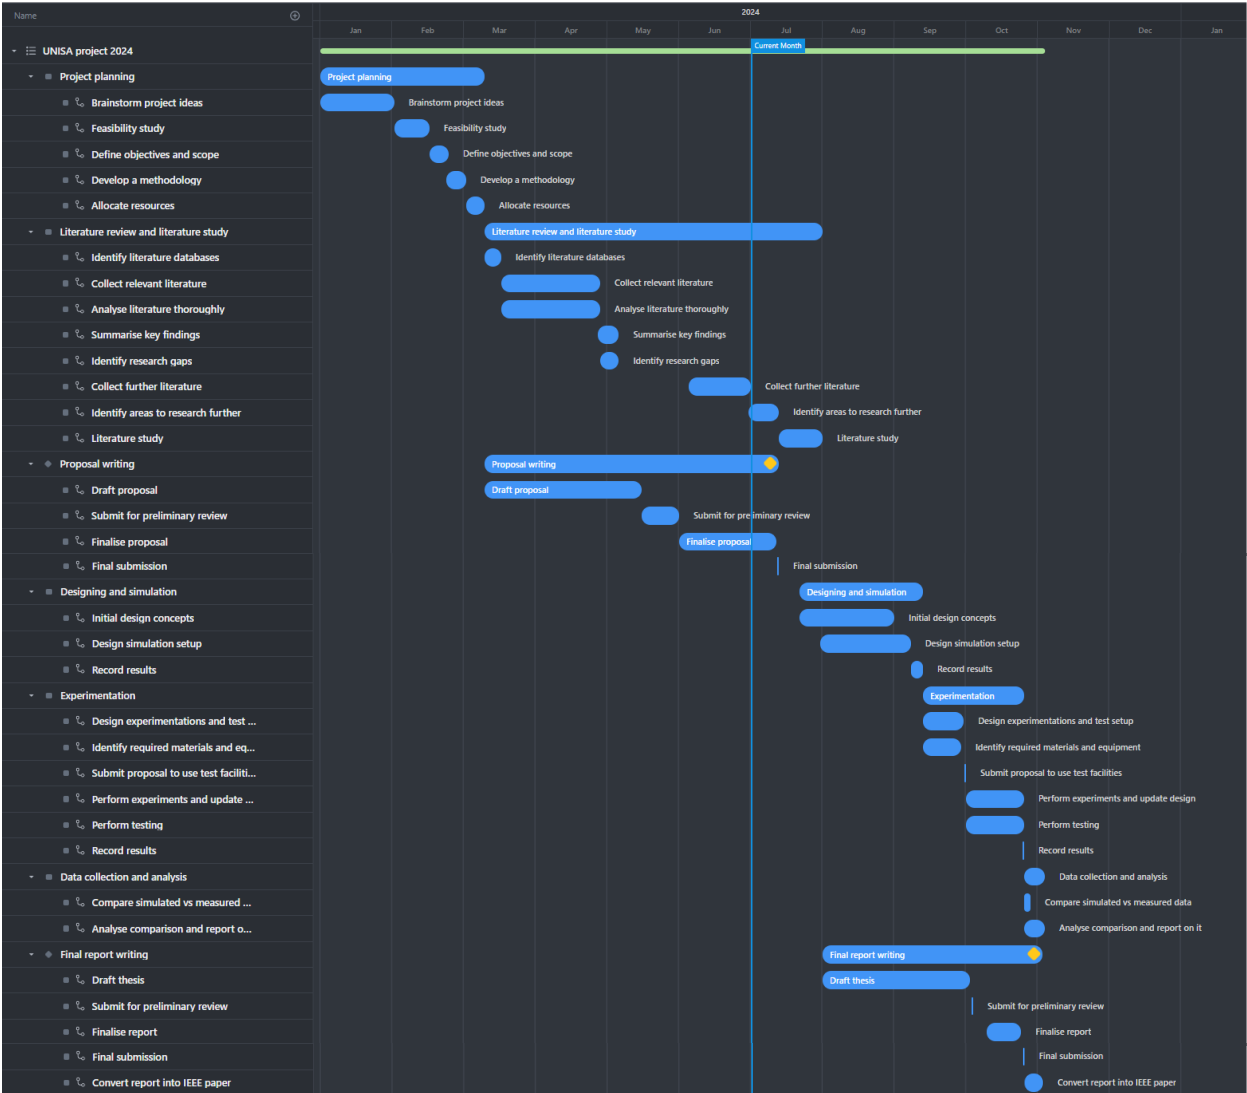 Name
2024
Jan Feb Mar Apr May Jun Jul Aug Sep Oct Nov Dec Jan
Current Month
UNISA project 2024
Project planning Project planning
Brainstorm project ideas Brainstorm project ideas
Feasibility study Feasibility study
Define objectives and scope Define objectives and scope
Develop a methodology Develop a methodology
Allocate resources Allocate resources
Literature review and literature study Literature review and literature study
Identify literature databases Identify literature databases
Collect relevant literature Collect relevant literature
Analyse literature thoroughly Analyse literature thoroughly
Summarise key findings Summarise key findings
Identify research gaps Identify research gaps
Collect further literature Collect further literature
Identify areas to research further Identify areas to research further
Literature study Literature study
Proposal writing Proposal writing
Draft proposal Draft proposal
Submit for preliminary review Submit for preliminary review
Finalise proposal Finalise proposal
Final submission Final submission
Designing and simulation Designing and simulation
Initial design concepts Initial design concepts
Design simulation setup Design simulation setup
Record results Record results
Experimentation Experimentation
Design experimentations and test ... Design experimentations and test setup
Identify required materials and eq... Identify required materials and equipment
Submit proposal to use test faciliti... Submit proposal to use test facilities
Perform experiments and update ... Perform experiments and update design
Perform testing Perform testing
Record results Record results
Data collection and analysis Data collection and analysis
Compare simulated vs measured ... Compare simulated vs measured data
Analyse comparison and report o... Analyse comparison and report on it
Final report writing Final report writing
Draft thesis Draft thesis
Submit for preliminary review Submit for preliminary review
Finalise report Finalise report
Final submission Final submission
Convert report into IEEE paper Convert report into IEEE paper